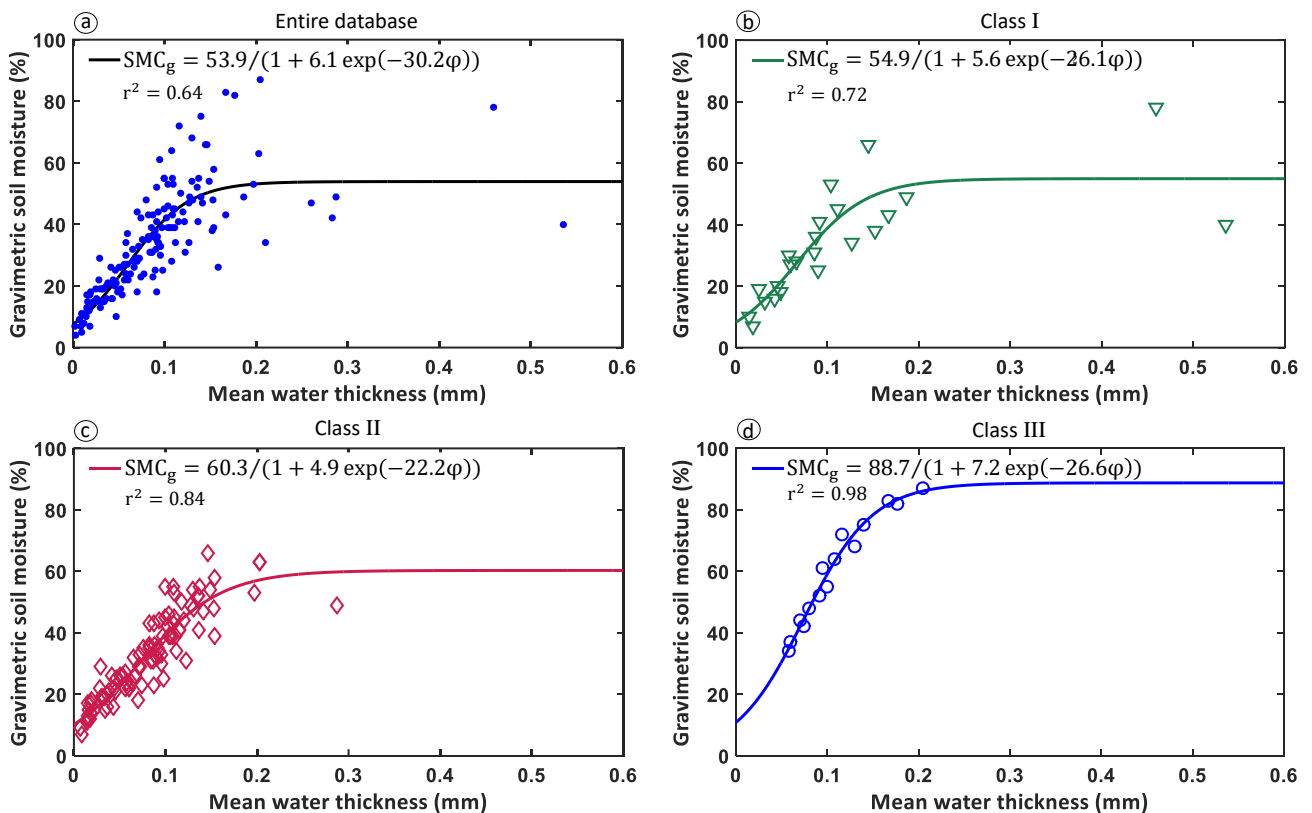 ⓐ Entire database
SMCg = 53.9/(1 + 6.1 exp(−30.2φ))
r² = 0.64
100
80
60
40
20
0
Gravimetric soil moisture (%)
0 0.1 0.2 0.3 0.4 0.5 0.6
Mean water thickness (mm)
ⓑ Class I
SMCg = 54.9/(1 + 5.6 exp(−26.1φ))
r² = 0.72
100
80
60
40
20
0
Gravimetric soil moisture (%)
0 0.1 0.2 0.3 0.4 0.5 0.6
Mean water thickness (mm)
ⓒ Class II
SMCg = 60.3/(1 + 4.9 exp(−22.2φ))
r² = 0.84
100
80
60
40
20
0
Gravimetric soil moisture (%)
0 0.1 0.2 0.3 0.4 0.5 0.6
Mean water thickness (mm)
ⓓ Class III
SMCg = 88.7/(1 + 7.2 exp(−26.6φ))
r² = 0.98
100
80
60
40
20
0
Gravimetric soil moisture (%)
0 0.1 0.2 0.3 0.4 0.5 0.6
Mean water thickness (mm)